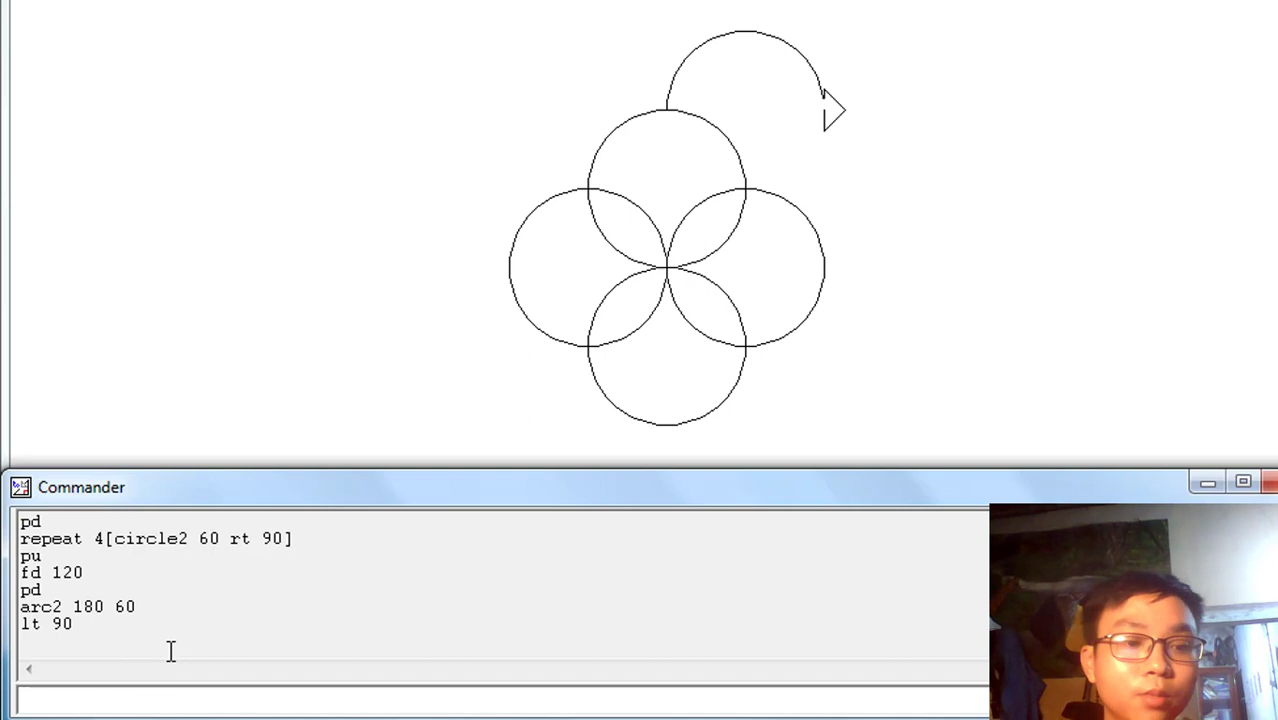 Commander
pd
repeat 4[circle2 60 rt 90]
pu
fd 120
pd
arc2 180 60
lt 90